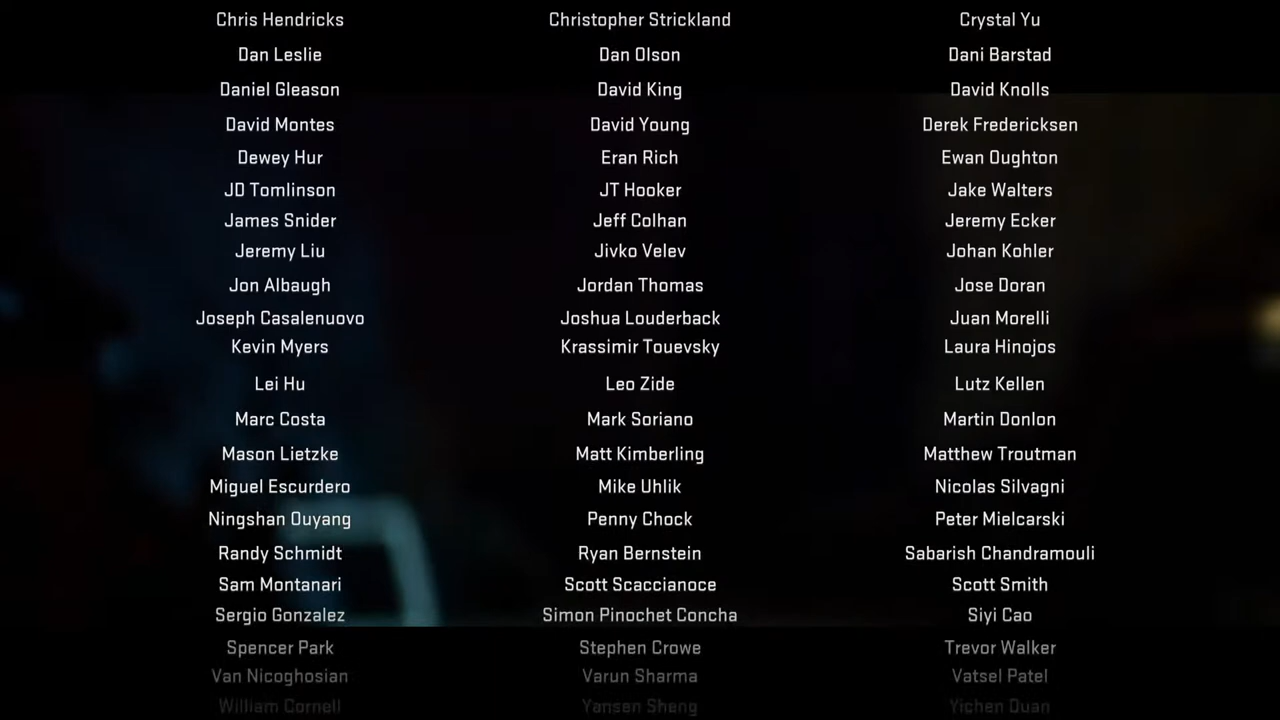 Chris Hendricks Christopher Strickland Crystal Yu
Dan Leslie Dan Olson Dani Barstad
Daniel Gleason David King David Knolls
David Montes David Young Derek Fredericksen
Dewey Hur Eran Rich Ewan Oughton
JD Tomlinson JT Hooker Jake Walters
James Snider Jeff Colhan Jeremy Ecker
Jeremy Liu Jivko Velev Johan Kohler
Jon Albaugh Jordan Thomas Jose Doran
Joseph Casalenuovo Joshua Louderback Juan Morelli
Kevin Myers Krassimir Touevsky Laura Hinojos
Lei Hu Leo Zide Lutz Kellen
Marc Costa Mark Soriano Martin Donlon
Mason Lietzke Matt Kimberling Matthew Troutman
Miguel Escurdero Mike Uhlik Nicolas Silvagni
Ningshan Ouyang Penny Chock Peter Mielcarski
Randy Schmidt Ryan Bernstein Sabarish Chandramouli
Sam Montanari Scott Scaccianoce Scott Smith
Sergio Gonzalez Simon Pinochet Concha Siyi Cao
Spencer Park Stephen Crowe Trevor Walker
Van Nicoghosian Varun Sharma Vatsel Patel
William Cornell Yansen Sheng Yichen Duan